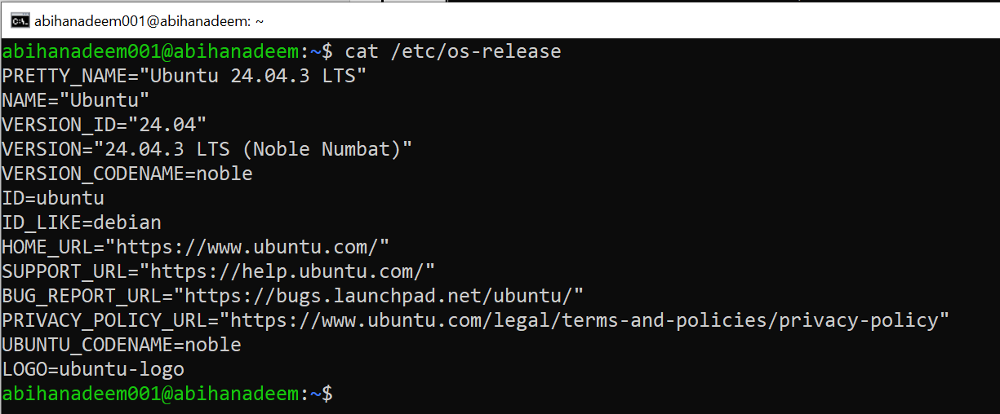 abihanadeem001@abihanadeem: ~
abihanadeem001@abihanadeem:~$ cat /etc/os-release
PRETTY_NAME="Ubuntu 24.04.3 LTS"
NAME="Ubuntu"
VERSION_ID="24.04"
VERSION="24.04.3 LTS (Noble Numbat)"
VERSION_CODENAME=noble
ID=ubuntu
ID_LIKE=debian
HOME_URL="https://www.ubuntu.com/"
SUPPORT_URL="https://help.ubuntu.com/"
BUG_REPORT_URL="https://bugs.launchpad.net/ubuntu/"
PRIVACY_POLICY_URL="https://www.ubuntu.com/legal/terms-and-policies/privacy-policy"
UBUNTU_CODENAME=noble
LOGO=ubuntu-logo
abihanadeem001@abihanadeem:~$